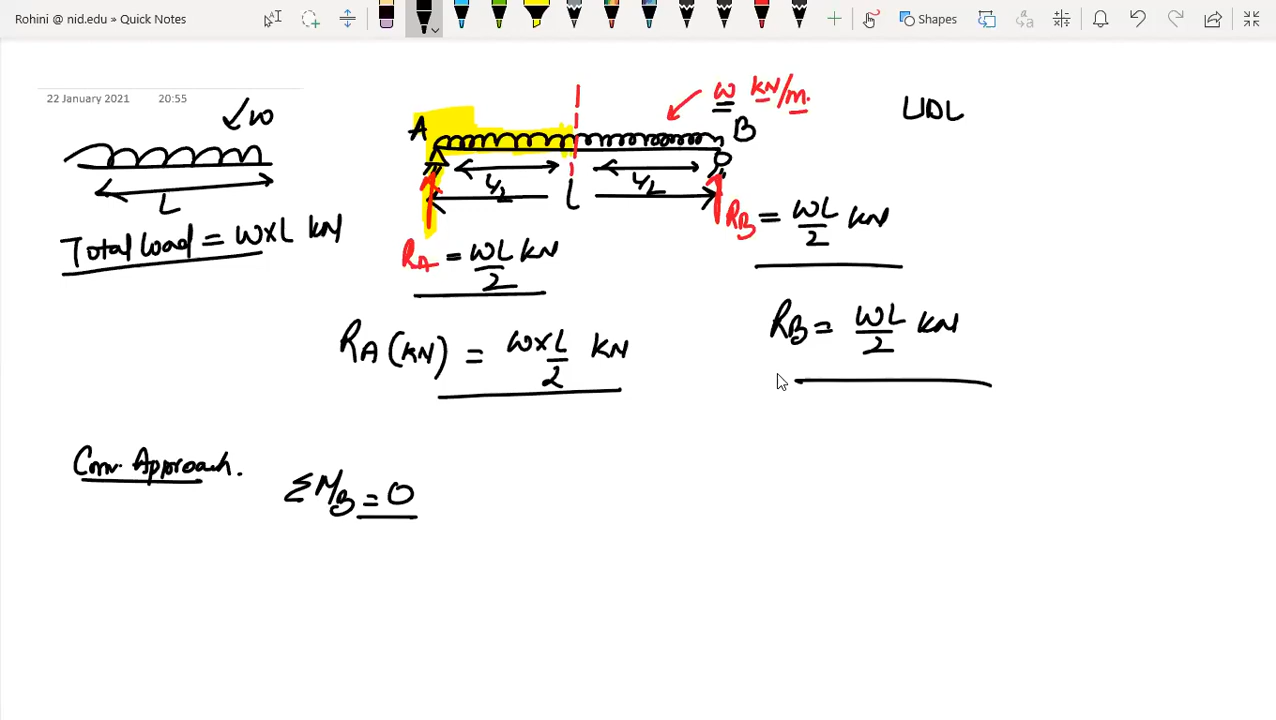 Rohini @ nid.edu » Quick Notes
Shapes
22 January 2021 20:55
w
L
Total load = w×L kN
A
B
w kN/m.
UDL
L/2
L/2
L
RA = wL/2 kN
RB = wL/2 kN
RA (kN) = w×L/2 kN
RB = wL/2 kN
Conv. Approach.
ΣMB = 0